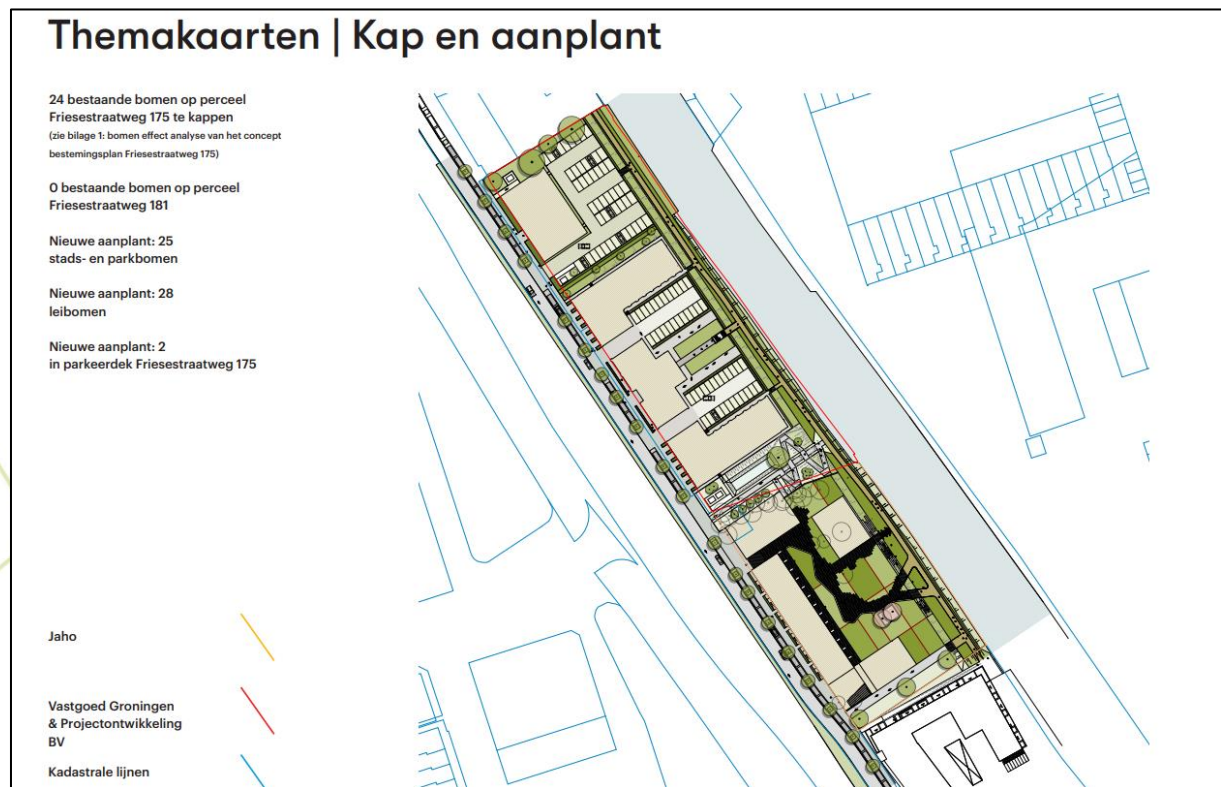 Themakaarten | Kap en aanplant
24 bestaande bomen op perceel
Friesestraatweg 175 te kappen
(zie bilage 1: bomen effect analyse van het concept
bestemingsplan Friesestraatweg 175)
0 bestaande bomen op perceel
Friesestraatweg 181
Nieuwe aanplant: 25
stads- en parkbomen
Nieuwe aanplant: 28
leibomen
Nieuwe aanplant: 2
in parkeerdek Friesestraatweg 175
Jaho
Vastgoed Groningen
& Projectontwikkeling
BV
Kadastrale lijnen